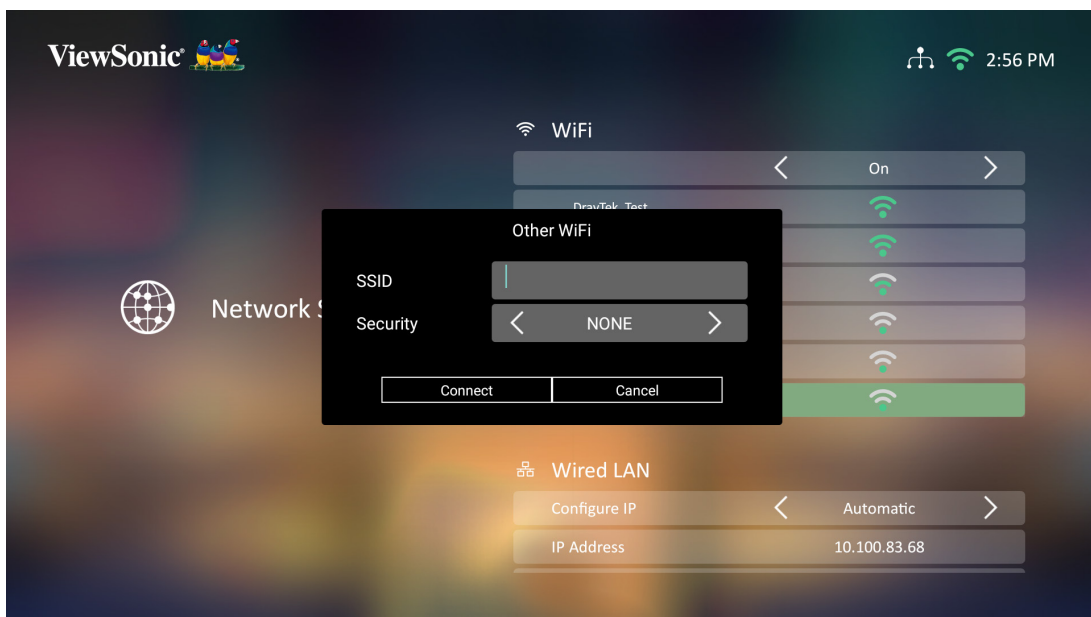 ViewSonic®
2:56 PM
WiFi
On
DrayTek_Test
Other WiFi
SSID
Network S
Security
NONE
Connect
Cancel
Wired LAN
Configure IP
Automatic
IP Address
10.100.83.68